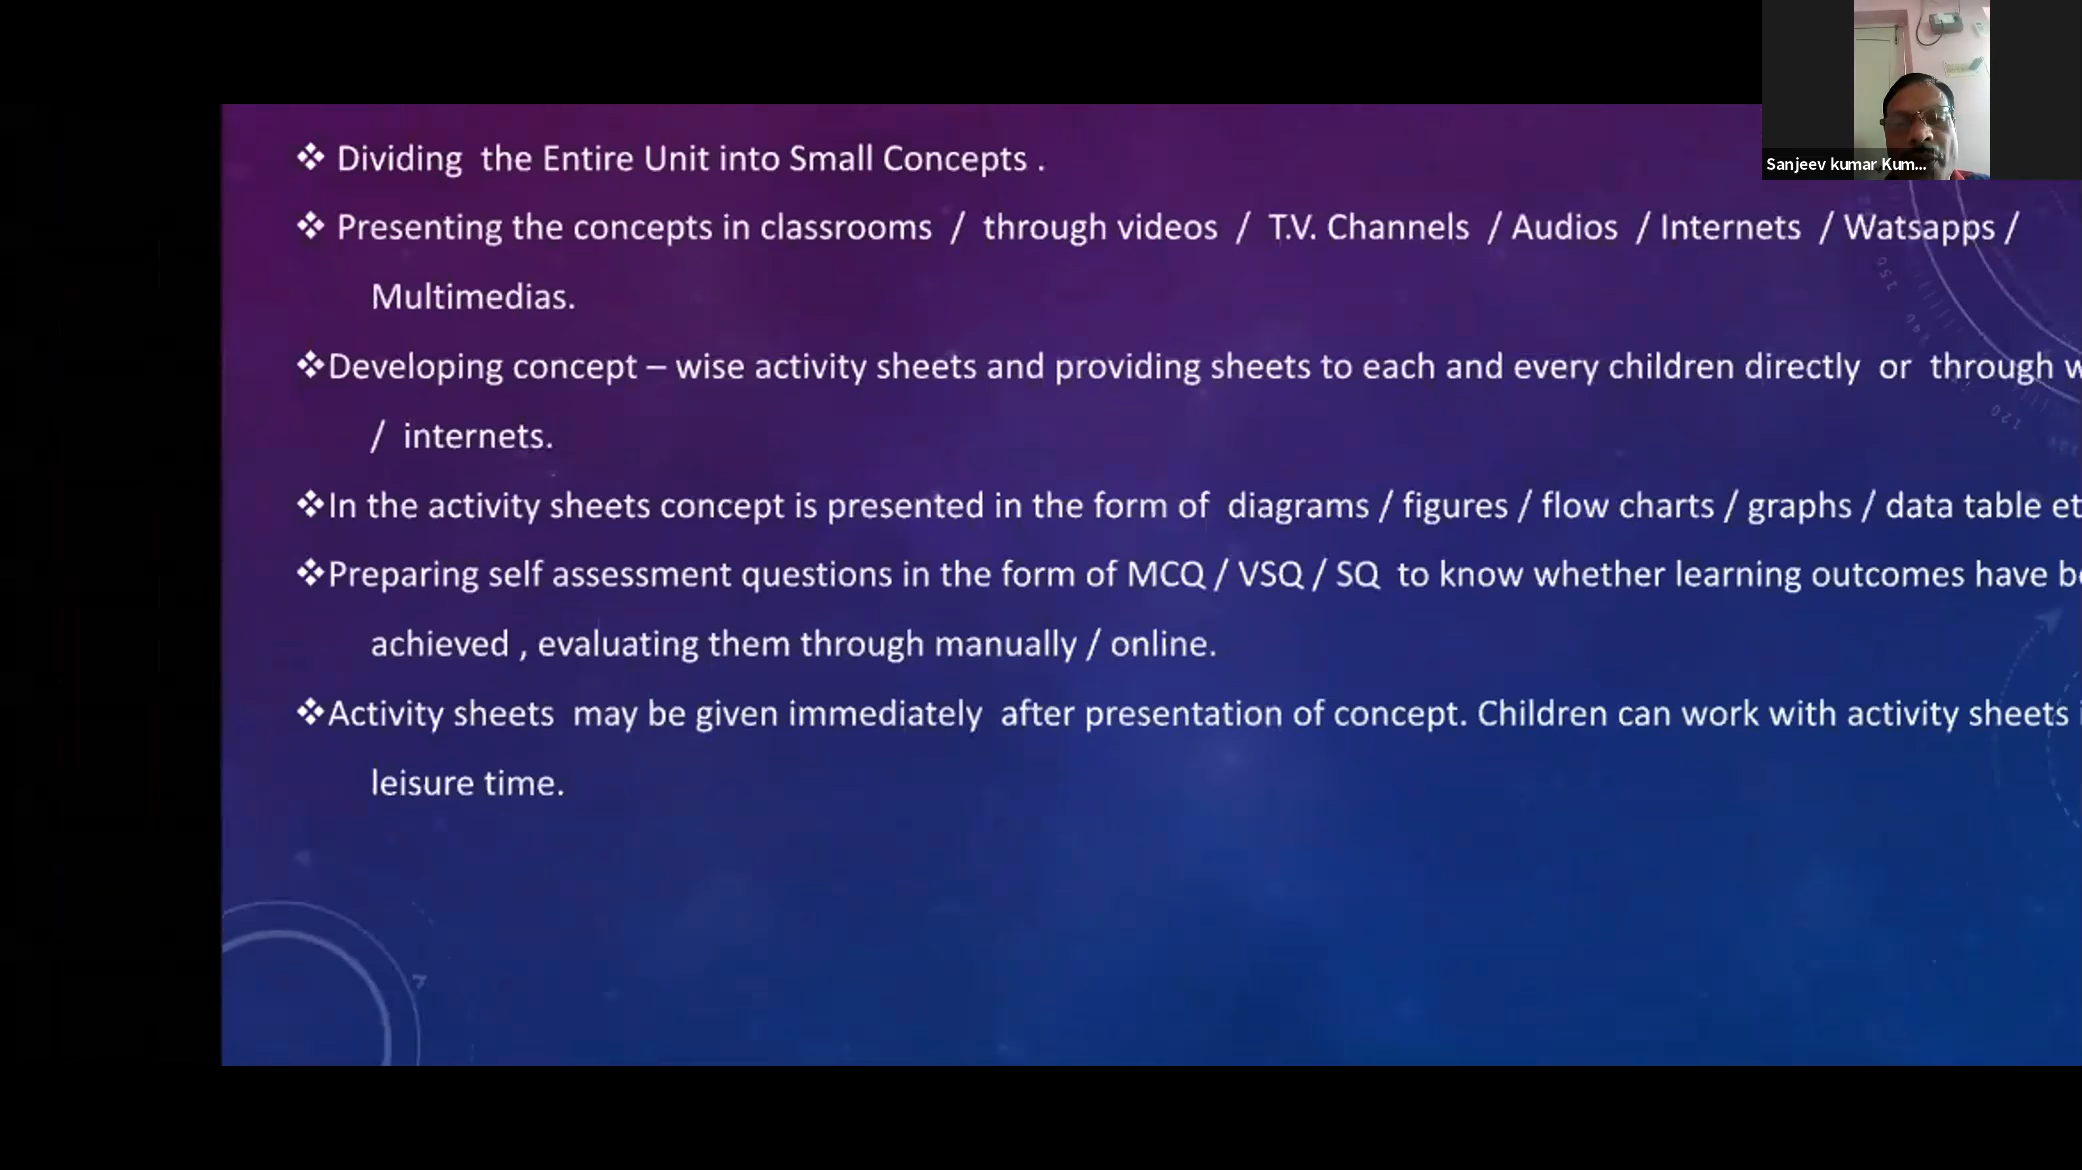 ❖ Dividing the Entire Unit into Small Concepts .
Sanjeev kumar Kum...
❖ Presenting the concepts in classrooms / through videos / T.V. Channels / Audios / Internets / Watsapps /
Multimedias.
❖Developing concept – wise activity sheets and providing sheets to each and every children directly or through
/ internets.
❖In the activity sheets concept is presented in the form of diagrams / figures / flow charts / graphs / data table
❖Preparing self assessment questions in the form of MCQ / VSQ / SQ to know whether learning outcomes have
achieved , evaluating them through manually / online.
❖Activity sheets may be given immediately after presentation of concept. Children can work with activity sheets
leisure time.